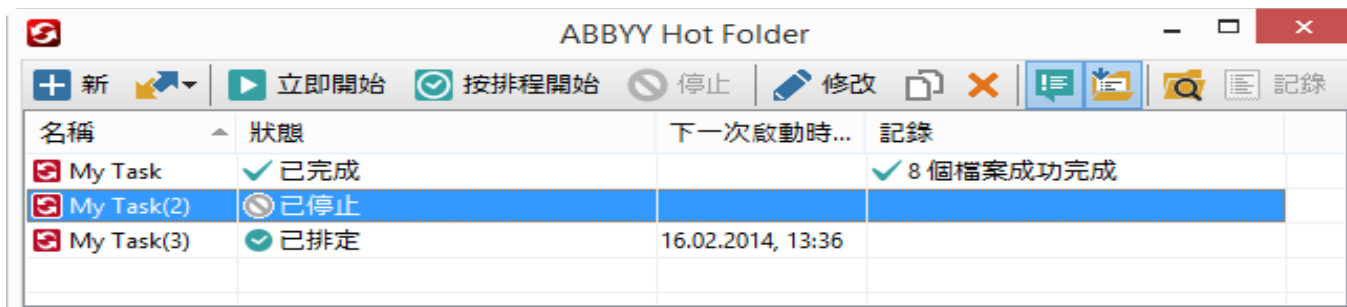 ABBYY Hot Folder
新 立即開始 按排程開始 停止 修改 記錄
名稱 狀態 下一次啟動時... 記錄
My Task 已完成 8 個檔案成功完成
My Task(2) 已停止
My Task(3) 已排定 16.02.2014, 13:36